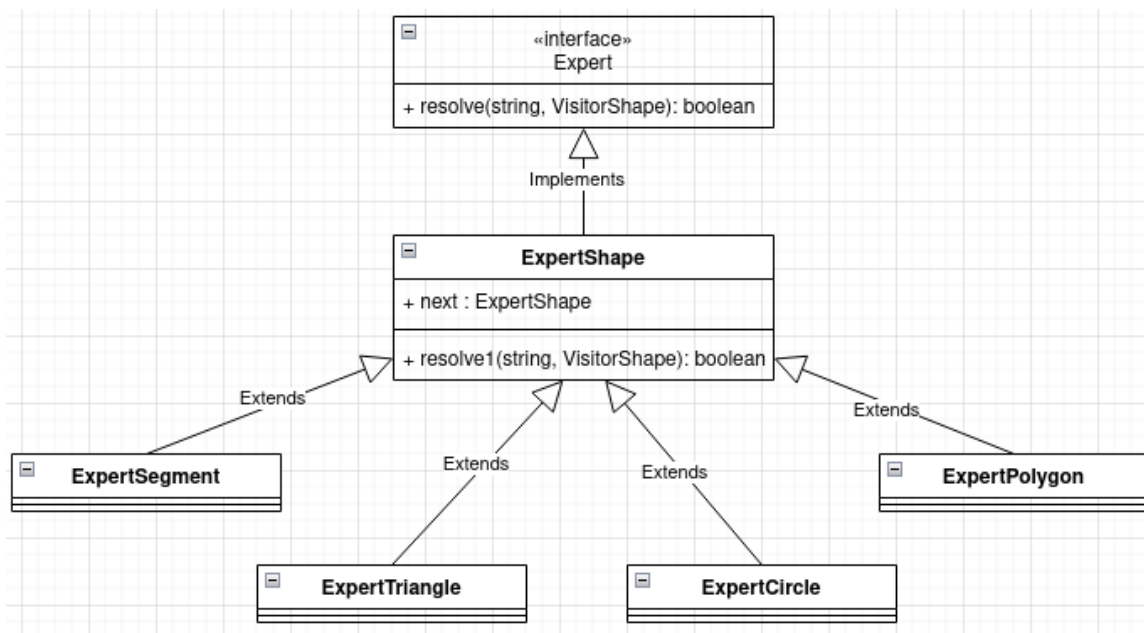 «interface»
Expert
+ resolve(string, VisitorShape): boolean
Implements
ExpertShape
+ next : ExpertShape
+ resolve1(string, VisitorShape): boolean
Extends
Extends
Extends
Extends
ExpertSegment
ExpertPolygon
ExpertTriangle
ExpertCircle